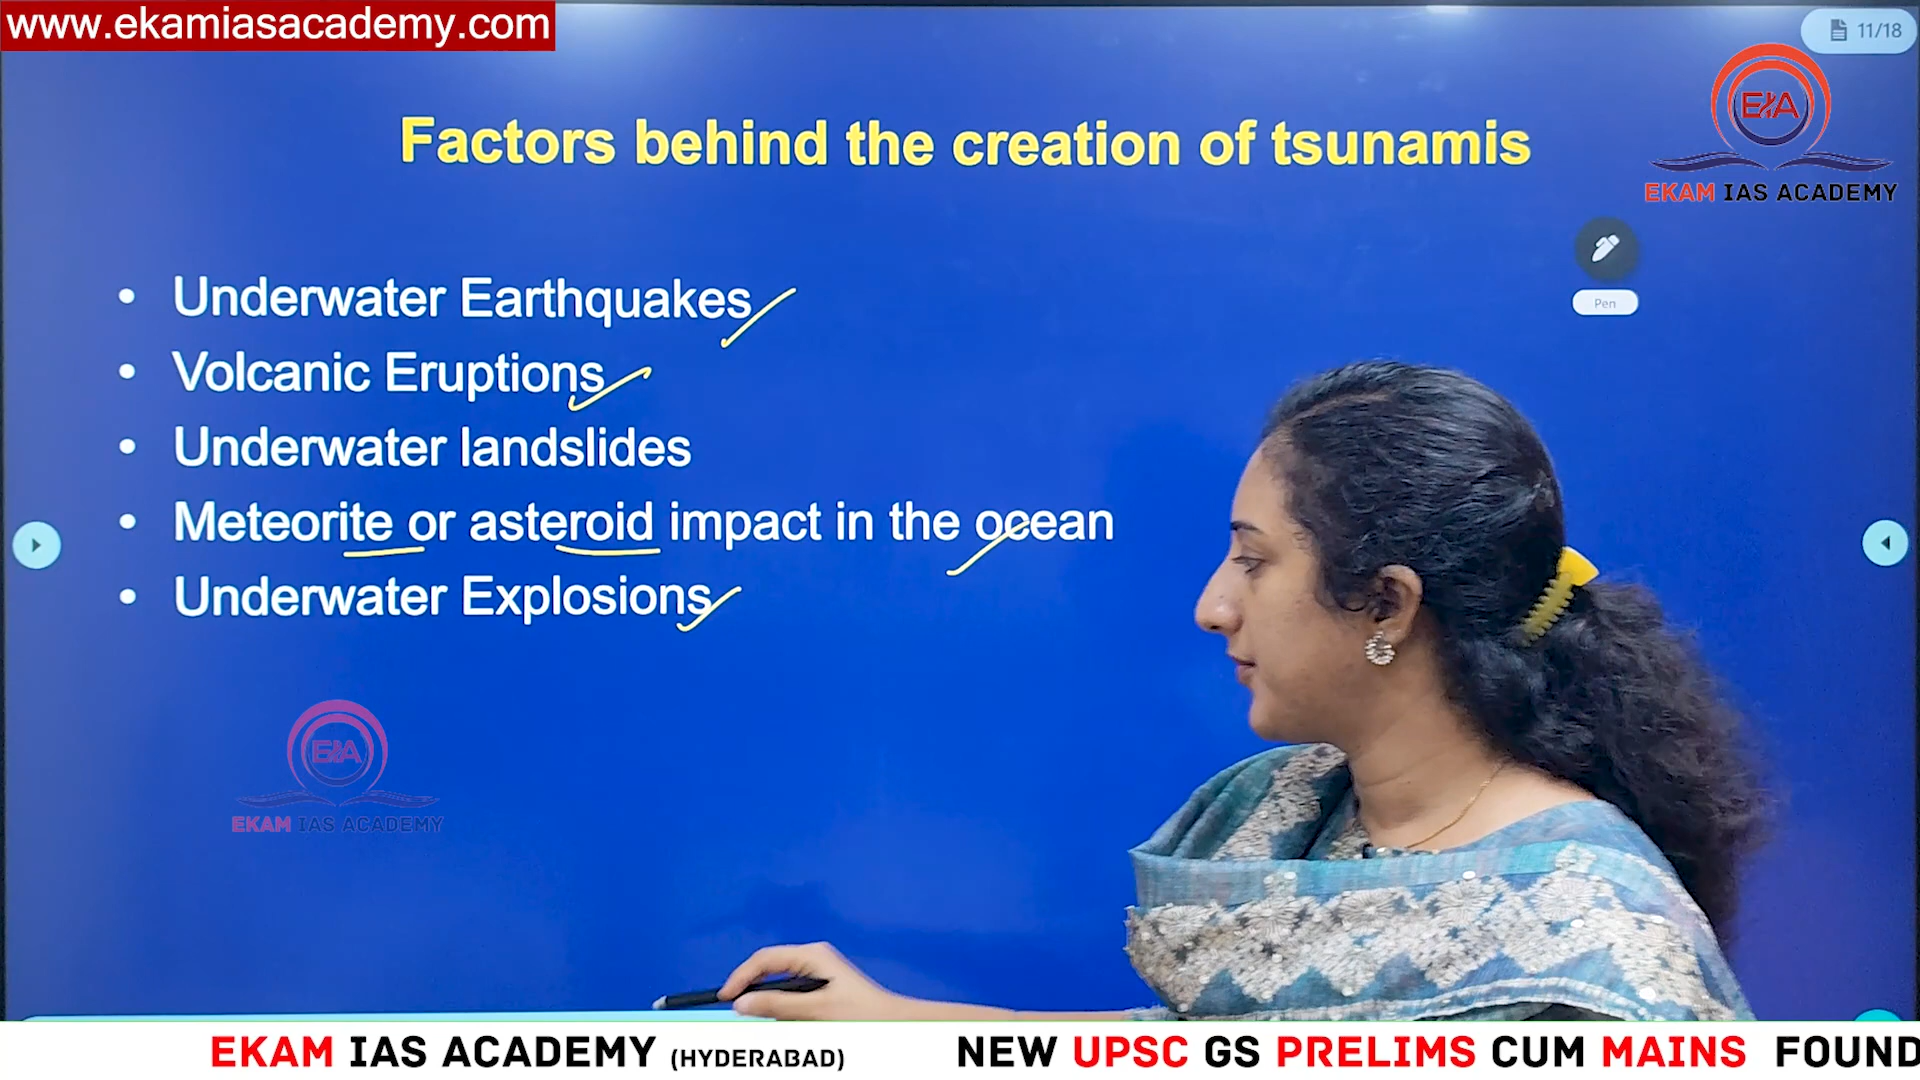 www.ekamiasacademy.com
11/18
EKAM IAS ACADEMY
Factors behind the creation of tsunamis
Pen
• Underwater Earthquakes
• Volcanic Eruptions
• Underwater landslides
• Meteorite or asteroid impact in the ocean
• Underwater Explosions
EKAM IAS ACADEMY
EKAM IAS ACADEMY (HYDERABAD) NEW UPSC GS PRELIMS CUM MAINS FOUND